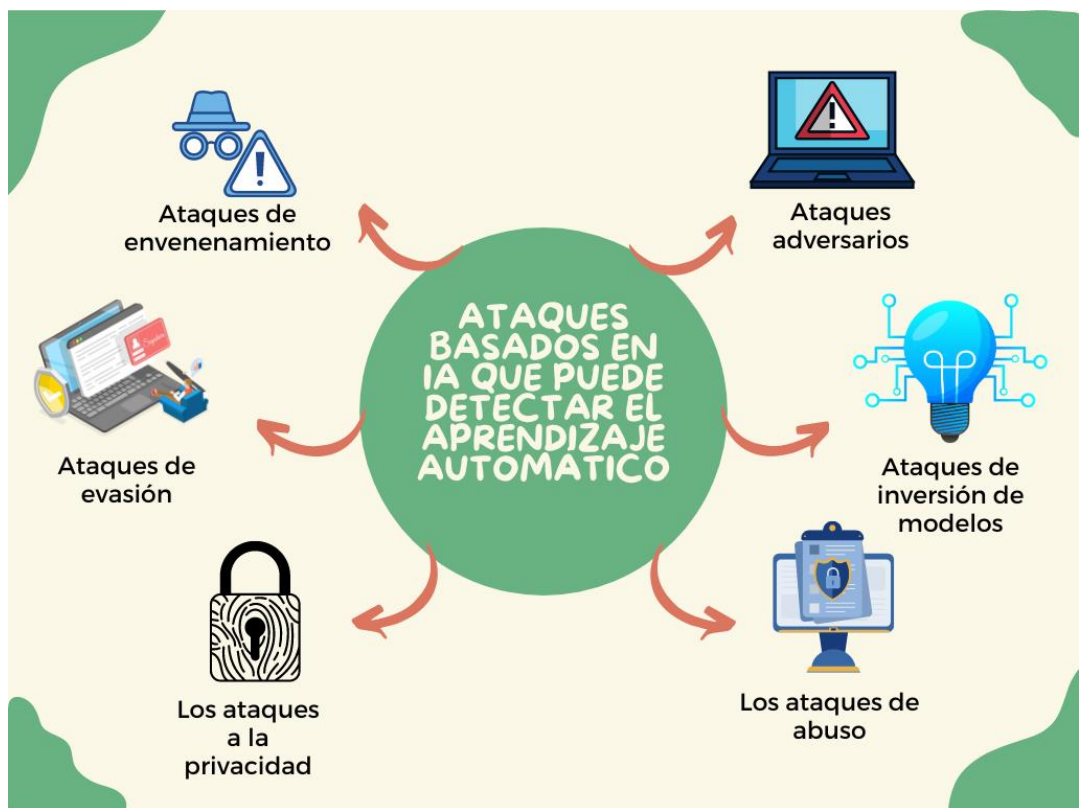 Ataques de
envenenamiento
Ataques
adversarios
ATAQUES
BASADOS EN
IA QUE PUEDE
DETECTAR EL
APRENDIZAJE
AUTOMATICO
Ataques de
evasión
Ataques de
inversión de
modelos
Los ataques
a la
privacidad
Los ataques de
abuso